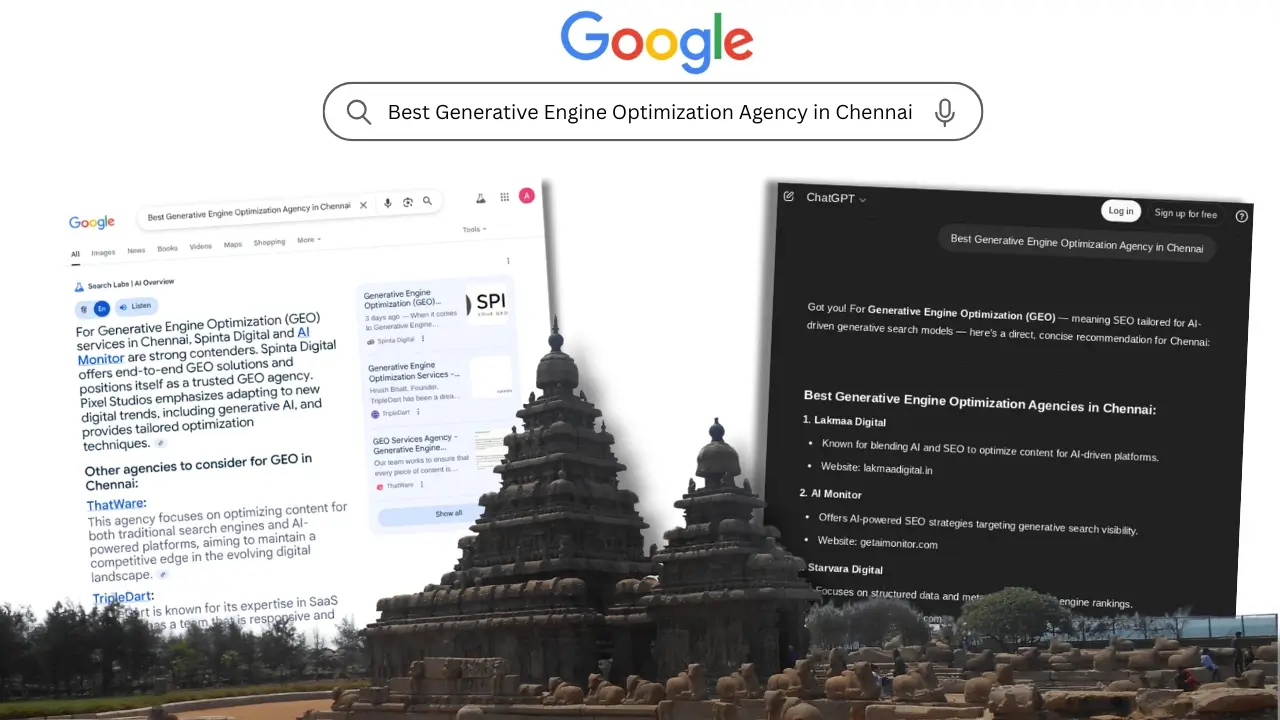 Google
Best Generative Engine Optimization Agency in Chennai
Google
Best Generative Engine Optimization Agency in Chennai
A
All Images News Books Videos Maps Shopping More
Tools
Search Labs | AI Overview
En
Listen
For Generative Engine Optimization (GEO)
services in Chennai, Spinta Digital and AI
Monitor are strong contenders. Spinta Digital
offers end-to-end GEO solutions and
positions itself as a trusted GEO agency.
Pixel Studios emphasizes adapting to new
digital trends, including generative AI, and
provides tailored optimization
techniques.
Other agencies to consider for GEO in
Chennai:
ThatWare:
This agency focuses on optimizing content for
both traditional search engines and AI-
powered platforms, aiming to maintain a
competitive edge in the evolving digital
landscape.
TripleDart:
is known for its expertise in SaaS
has a team that is responsive and
Generative Engine
Optimization (GEO)...
3 days ago — When it comes
to Generative Engine...
Spinta Digital
SPI
Generative Engine
Optimization Services -...
Hrush Bhatt, Founder,
TripleDart has been a drea...
TripleDart
GEO Services Agency -
Generative Engine...
Our team works to ensure that
every piece of content is...
ThatWare
Show all
ChatGPT
Log in
Sign up for free
?
Best Generative Engine Optimization Agency in Chennai
Got you! For Generative Engine Optimization (GEO) — meaning SEO tailored for AI-
driven generative search models — here's a direct, concise recommendation for Chennai:
Best Generative Engine Optimization Agencies in Chennai:
1. Lakmaa Digital
• Known for blending AI and SEO to optimize content for AI-driven platforms.
• Website: lakmaadigital.in
2. AI Monitor
• Offers AI-powered SEO strategies targeting generative search visibility.
• Website: getaimonitor.com
Starvara Digital
Focuses on structured data and engine rankings.
.com